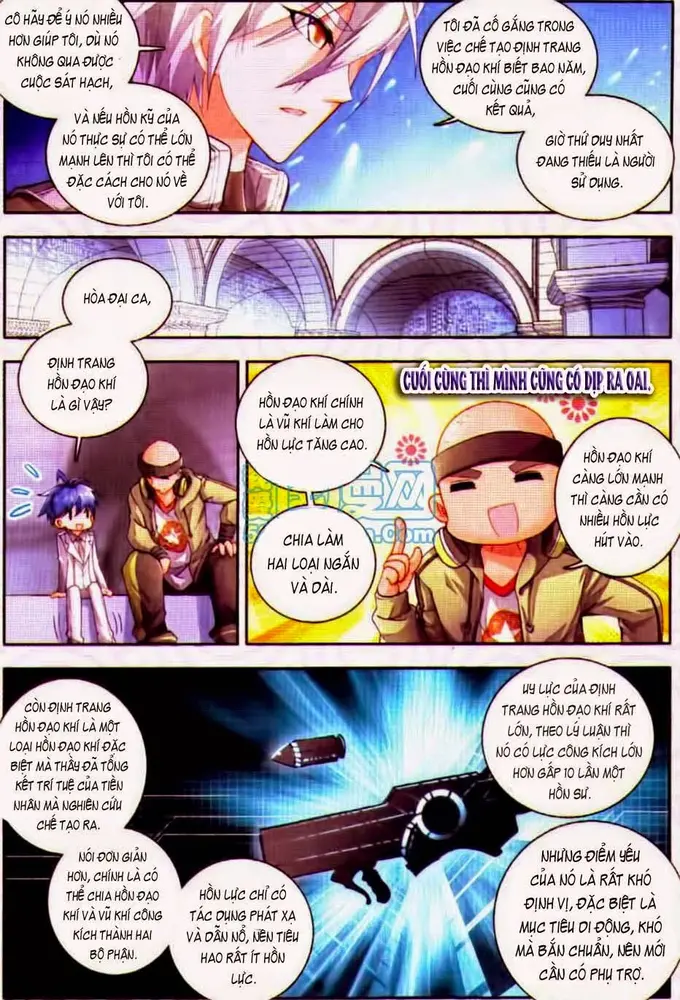 CÔ HÃY ĐỂ Ý NÓ NHIỀU
HƠN GIÚP TÔI, DÙ NÓ
KHÔNG QUA ĐƯỢC
CUỘC SÁT HẠCH,
VÀ NẾU HỒN KỸ CỦA
NÓ THỰC SỰ CÓ THỂ LỚN
MẠNH LÊN THÌ TÔI CÓ THỂ
ĐẶC CÁCH CHO NÓ VỀ
VỚI TÔI.
TÔI ĐÃ CỐ GẮNG TRONG
VIỆC CHẾ TẠO ĐỊNH TRANG
HỒN ĐẠO KHÍ BIẾT BAO NĂM,
CUỐI CÙNG CŨNG CÓ
KẾT QUẢ,
GIỜ THỨ DUY NHẤT
ĐANG THIẾU LÀ NGƯỜI
SỬ DỤNG.
HÒA ĐẠI CA,
ĐỊNH TRANG
HỒN ĐẠO KHÍ
LÀ GÌ VẬY?
CUỐI CÙNG THÌ MÌNH CŨNG CÓ DỊP RA OAI.
HỒN ĐẠO KHÍ CHÍNH
LÀ VŨ KHÍ LÀM CHO
HỒN LỰC TĂNG CAO.
CHIA LÀM
HAI LOẠI NGẮN
VÀ DÀI.
HỒN ĐẠO KHÍ
CÀNG LỚN MẠNH
THÌ CÀNG CẦN CÓ
NHIỀU HỒN LỰC
HÚT VÀO.
CÒN ĐỊNH TRANG
HỒN ĐẠO KHÍ LÀ MỘT
LOẠI HỒN ĐẠO KHÍ ĐẶC
BIỆT MÀ THẦY ĐÃ TỔNG
KẾT TRÍ TUỆ CỦA TIỀN
NHÂN MÀ NGHIÊN CỨU
CHẾ TẠO RA.
NÓI ĐƠN GIẢN
HƠN, CHÍNH LÀ CÓ
THỂ CHIA HỒN ĐẠO
KHÍ VÀ VŨ KHÍ CÔNG
KÍCH THÀNH HAI
BỘ PHẬN.
HỒN LỰC CHỈ CÓ
TÁC DỤNG PHÁT XẠ
VÀ DẪN NỔ, NỀN TIÊU
HAO RẤT ÍT HỒN
LỰC.
UY LỰC CỦA ĐỊNH
TRANG HỒN ĐẠO KHÍ RẤT
LỚN, THEO LÝ LUẬN THÌ
NÓ CÓ LỰC CÔNG KÍCH LỚN
HƠN GẤP 10 LẦN MỘT
HỒN SƯ.
NHƯNG ĐIỂM YẾU
CỦA NÓ LÀ RẤT KHÓ
ĐỊNH VỊ, ĐẶC BIỆT LÀ
MỤC TIÊU DI ĐỘNG, KHÓ
MÀ BẮN CHUẨN, NÊN MỚI
CẦN CÓ PHỤ TRỢ.